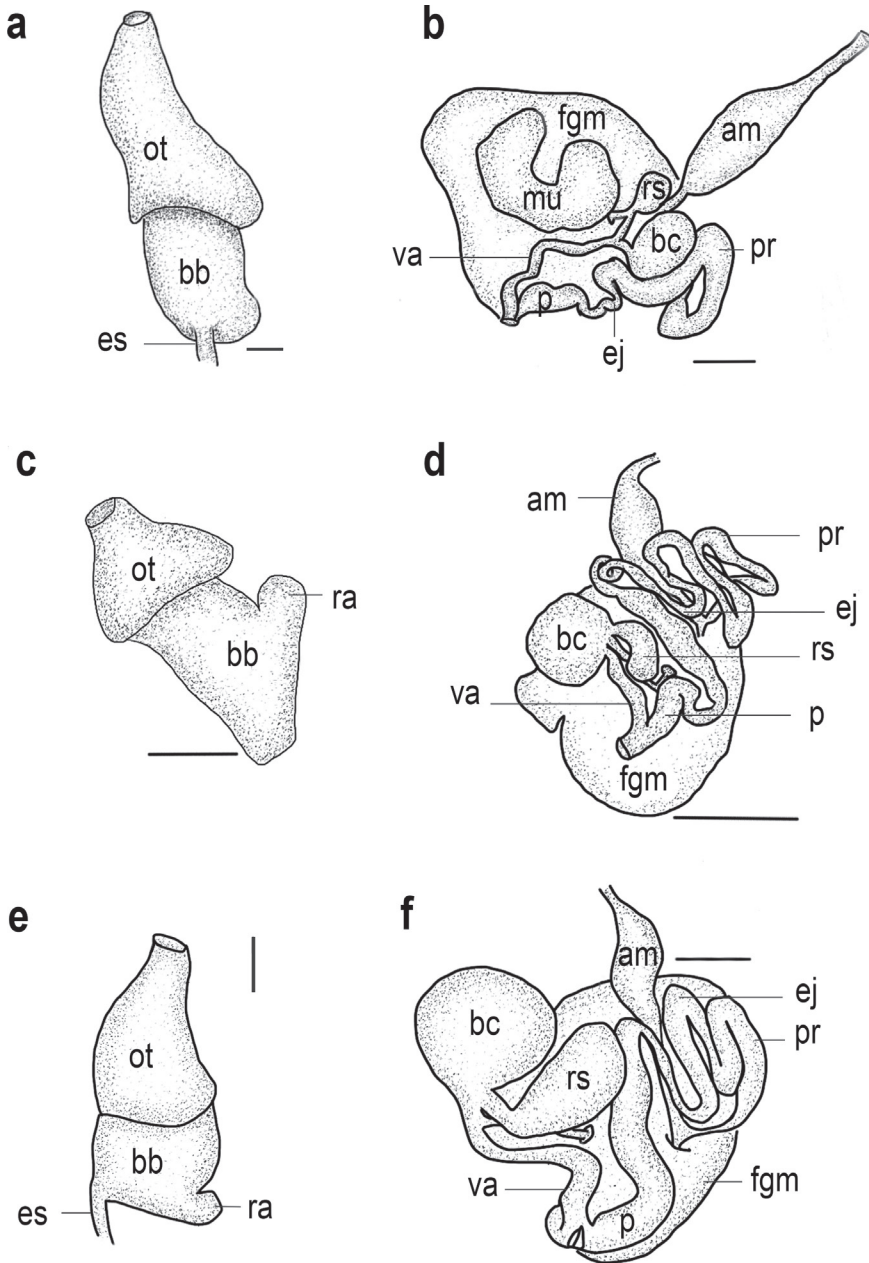 a
ot
bb
es
b
fgm
am
mu
rs
bc
va
pr
p
ej
c
ot
ra
bb
d
am
pr
ej
bc
rs
va
p
fgm
e
ot
bb
es
ra
f
am
ej
bc
pr
rs
va
fgm
p